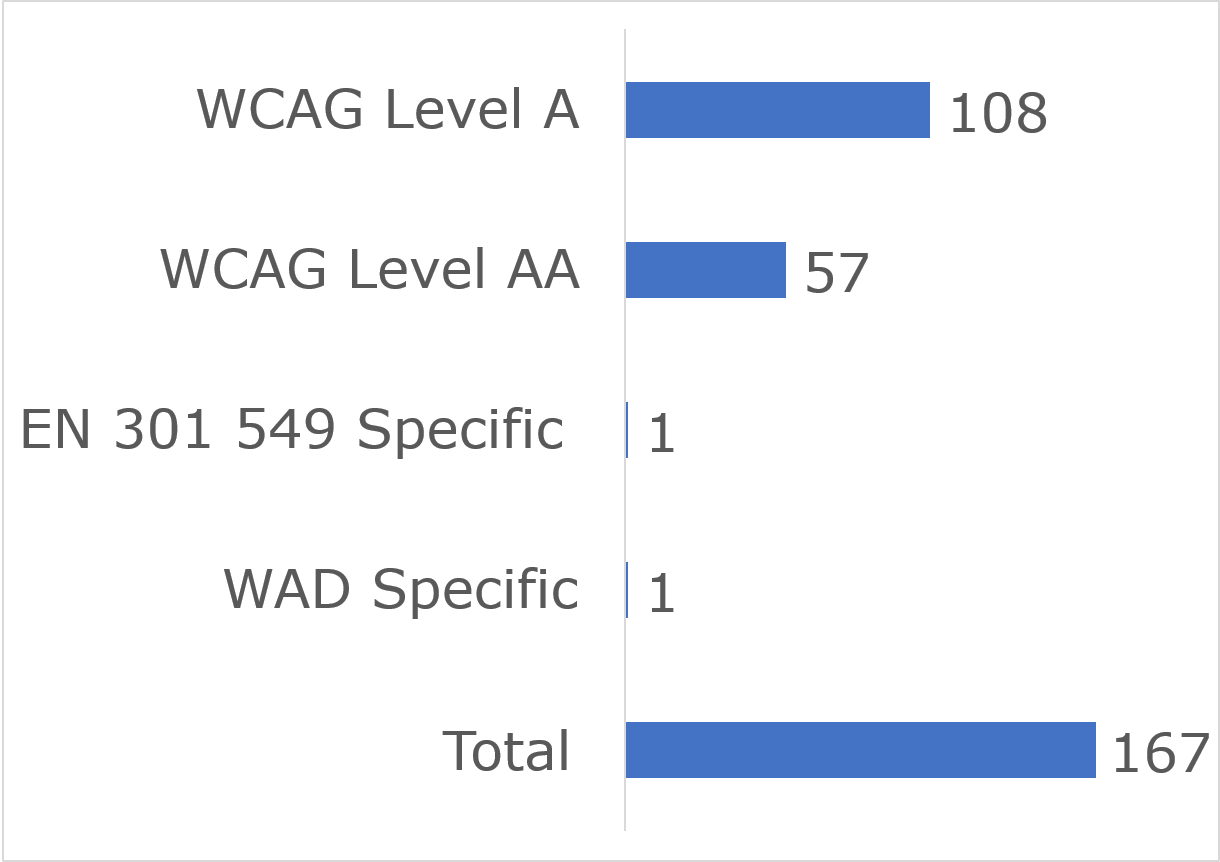 WCAG Level A 108
WCAG Level AA 57
EN 301 549 Specific 1
WAD Specific 1
Total 167